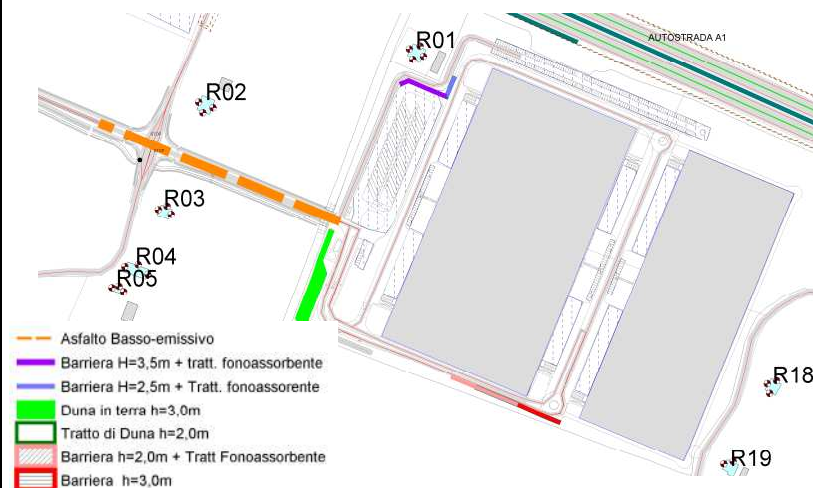 R01
AUTOSTRADA A1
R02
R03
R04
R05
R18
R19
Asfalto Basso-emissivo
Barriera H=3,5m + tratt. fonoassorbente
Barriera H=2,5m + Tratt. fonoassorente
Duna in terra h=3,0m
Tratto di Duna h=2,0m
Barriera h=2,0m + Tratt Fonoassorbente
Barriera h=3,0m